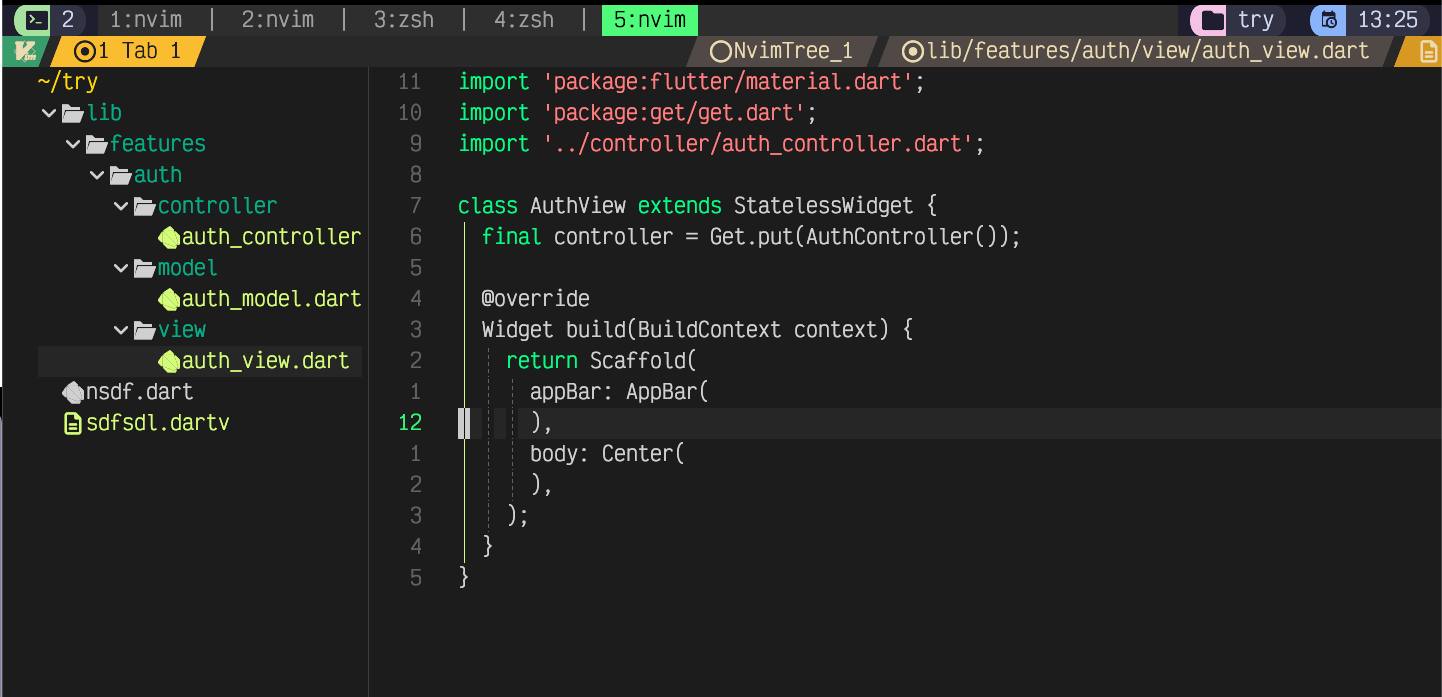 2 1:nvim | 2:nvim | 3:zsh | 4:zsh | 5:nvim try 13:25
1 Tab 1 NvimTree_1 lib/features/auth/view/auth_view.dart
~/try
lib
features
auth
controller
auth_controller
model
auth_model.dart
view
auth_view.dart
nsdf.dart
sdfsdl.dartv
11 import 'package:flutter/material.dart';
10 import 'package:get/get.dart';
9 import '../controller/auth_controller.dart';
8
7 class AuthView extends StatelessWidget {
6 final controller = Get.put(AuthController());
5
4 @override
3 Widget build(BuildContext context) {
2 return Scaffold(
1 appBar: AppBar(
12 ),
1 body: Center(
2 ),
3 );
4 }
5 }